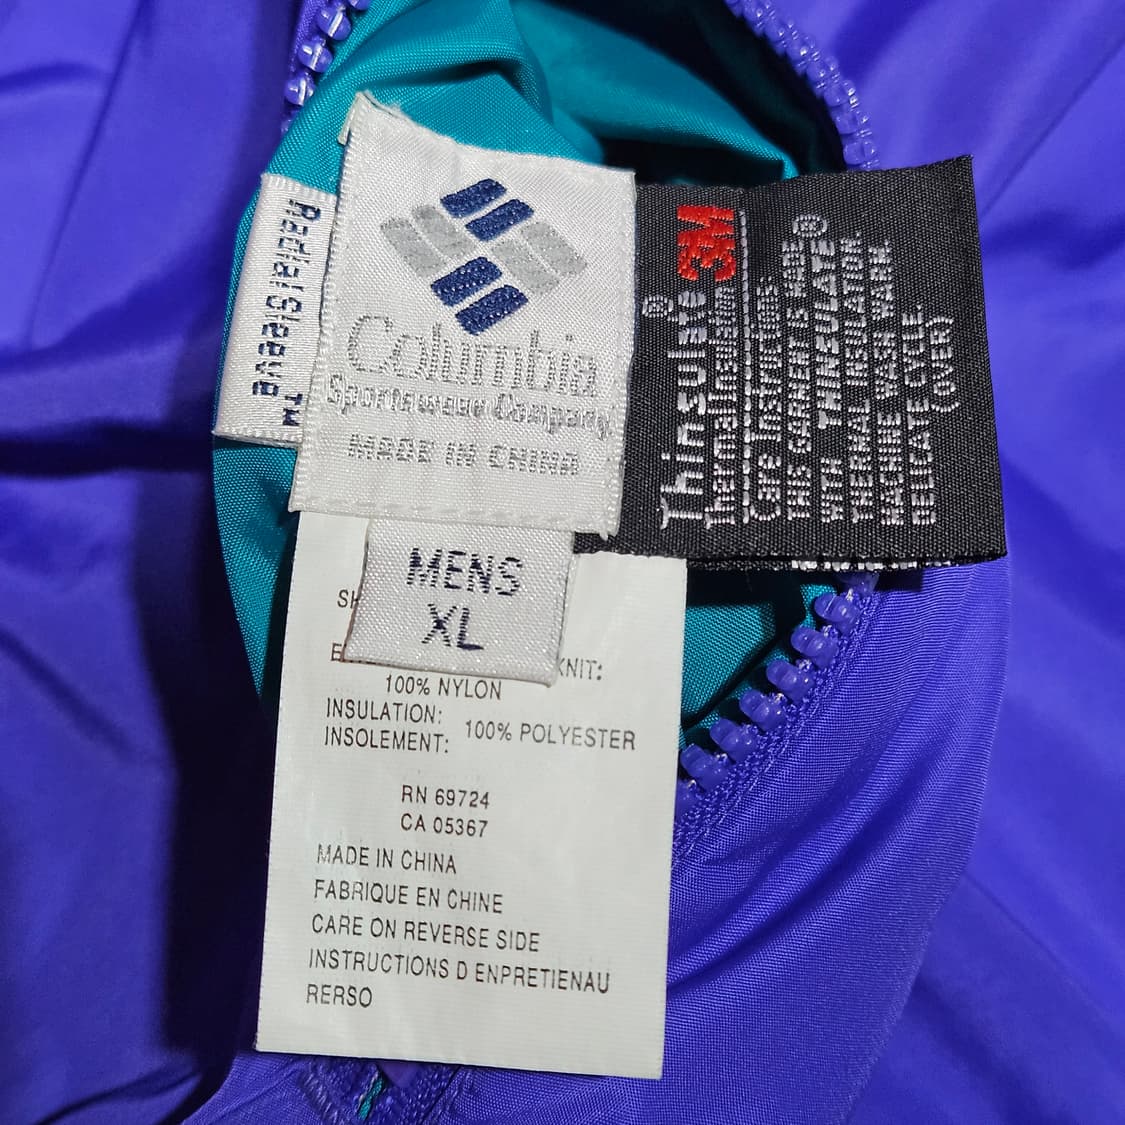 Radial Sleeve™
Columbia
Sportswear Company
MADE IN CHINA
3M
Thinsulate®
Thermal Insulation
Care Instructions
THIS GARMENT IS MADE
WITH THINSULATE®
THERMAL INSULATION.
MACHINE WASH WARM.
DELICATE CYCLE.
(OVER)
MENS
XL
KNIT:
100% NYLON
INSULATION: 100% POLYESTER
INSOLEMENT:
RN 69724
CA 05367
MADE IN CHINA
FABRIQUE EN CHINE
CARE ON REVERSE SIDE
INSTRUCTIONS D ENPRETIENAU
RERSO